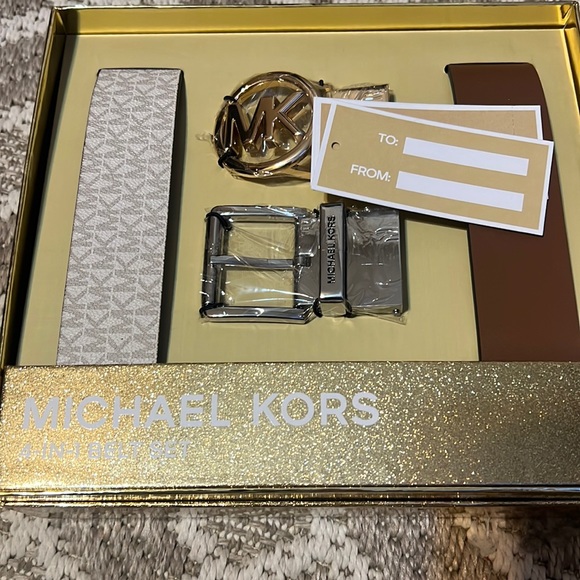 MK
TO:
FROM:
MICHAEL KORS
MICHAEL KORS
4-IN-1 BELT SET